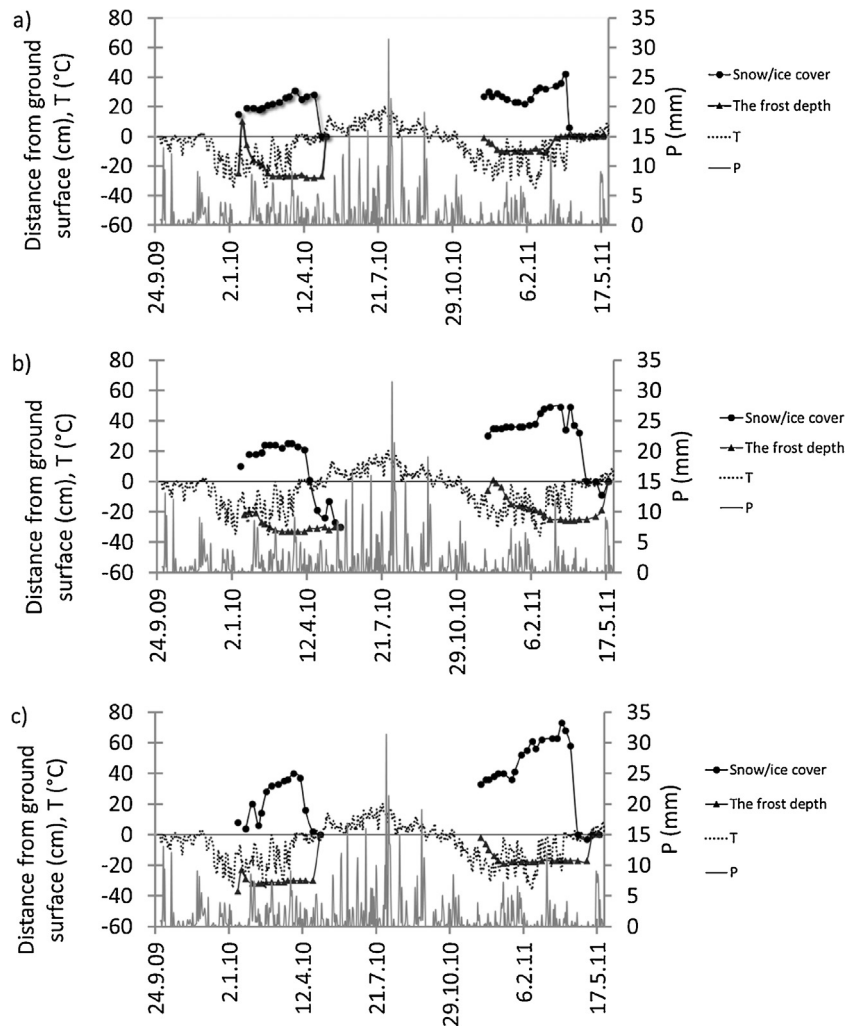 a)
80
60
40
20
0
-20
-40
-60
Distance from ground
surface (cm), T (°C)
35
30
25
20
15
10
5
0
P (mm)
24.9.09
2.1.10
12.4.10
21.7.10
29.10.10
6.2.11
17.5.11
Snow/ice cover
The frost depth
T
P
b)
80
60
40
20
0
-20
-40
-60
Distance from ground
surface (cm), T (°C)
35
30
25
20
15
10
5
0
P (mm)
24.9.09
2.1.10
12.4.10
21.7.10
29.10.10
6.2.11
17.5.11
Snow/ice cover
The frost depth
T
P
c)
80
60
40
20
0
-20
-40
-60
Distance from ground
surface (cm), T (°C)
35
30
25
20
15
10
5
0
P (mm)
24.9.09
2.1.10
12.4.10
21.7.10
29.10.10
6.2.11
17.5.11
Snow/ice cover
The frost depth
T
P